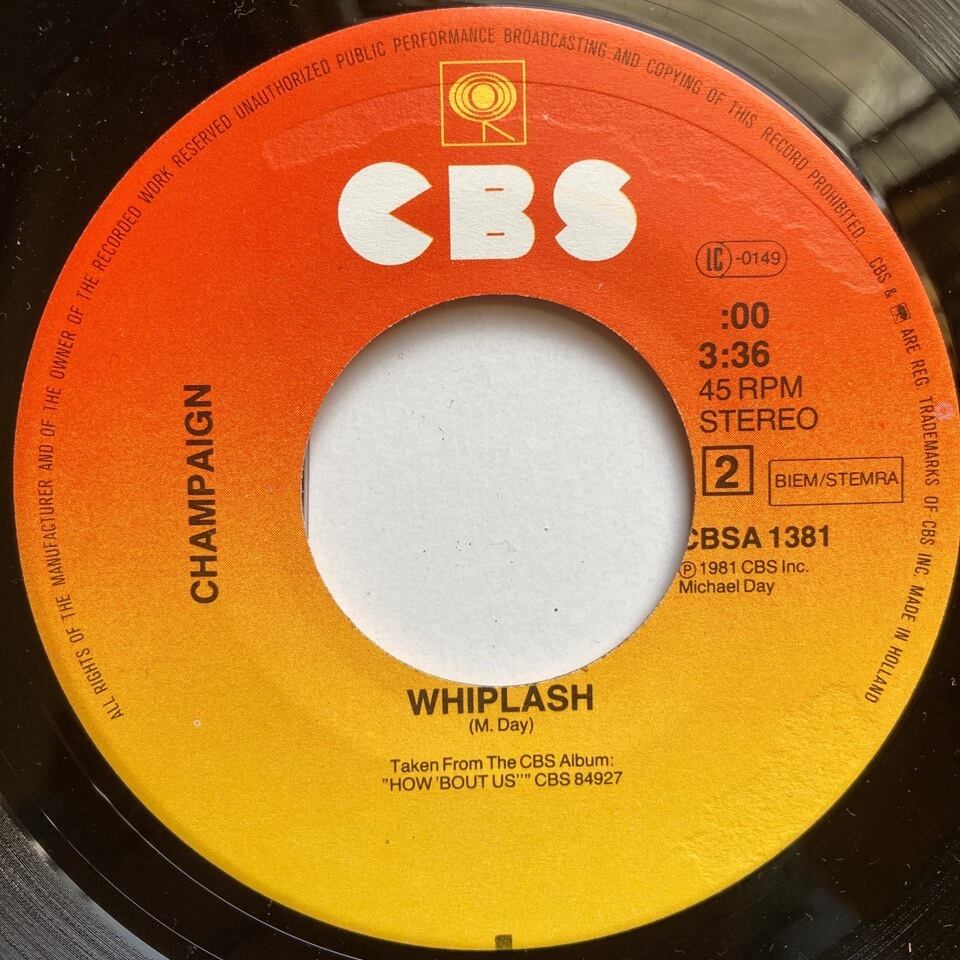 ALL RIGHTS OF THE MANUFACTURER AND OF THE OWNER OF THE RECORDED WORK RESERVED UNAUTHORIZED PUBLIC PERFORMANCE BROADCASTING AND COPYING OF THIS RECORD PROHIBITED. CBS & ARE REG TRADEMARKS OF CBS INC. MADE IN HOLLAND
CBS
LC-0149
:00
3:36
45 RPM
STEREO
2
BIEM/STEMRA
CHAMPAIGN
CBSA 1381
℗ 1981 CBS Inc.
Michael Day
WHIPLASH
(M. Day)
Taken From The CBS Album:
"HOW 'BOUT US'" CBS 84927